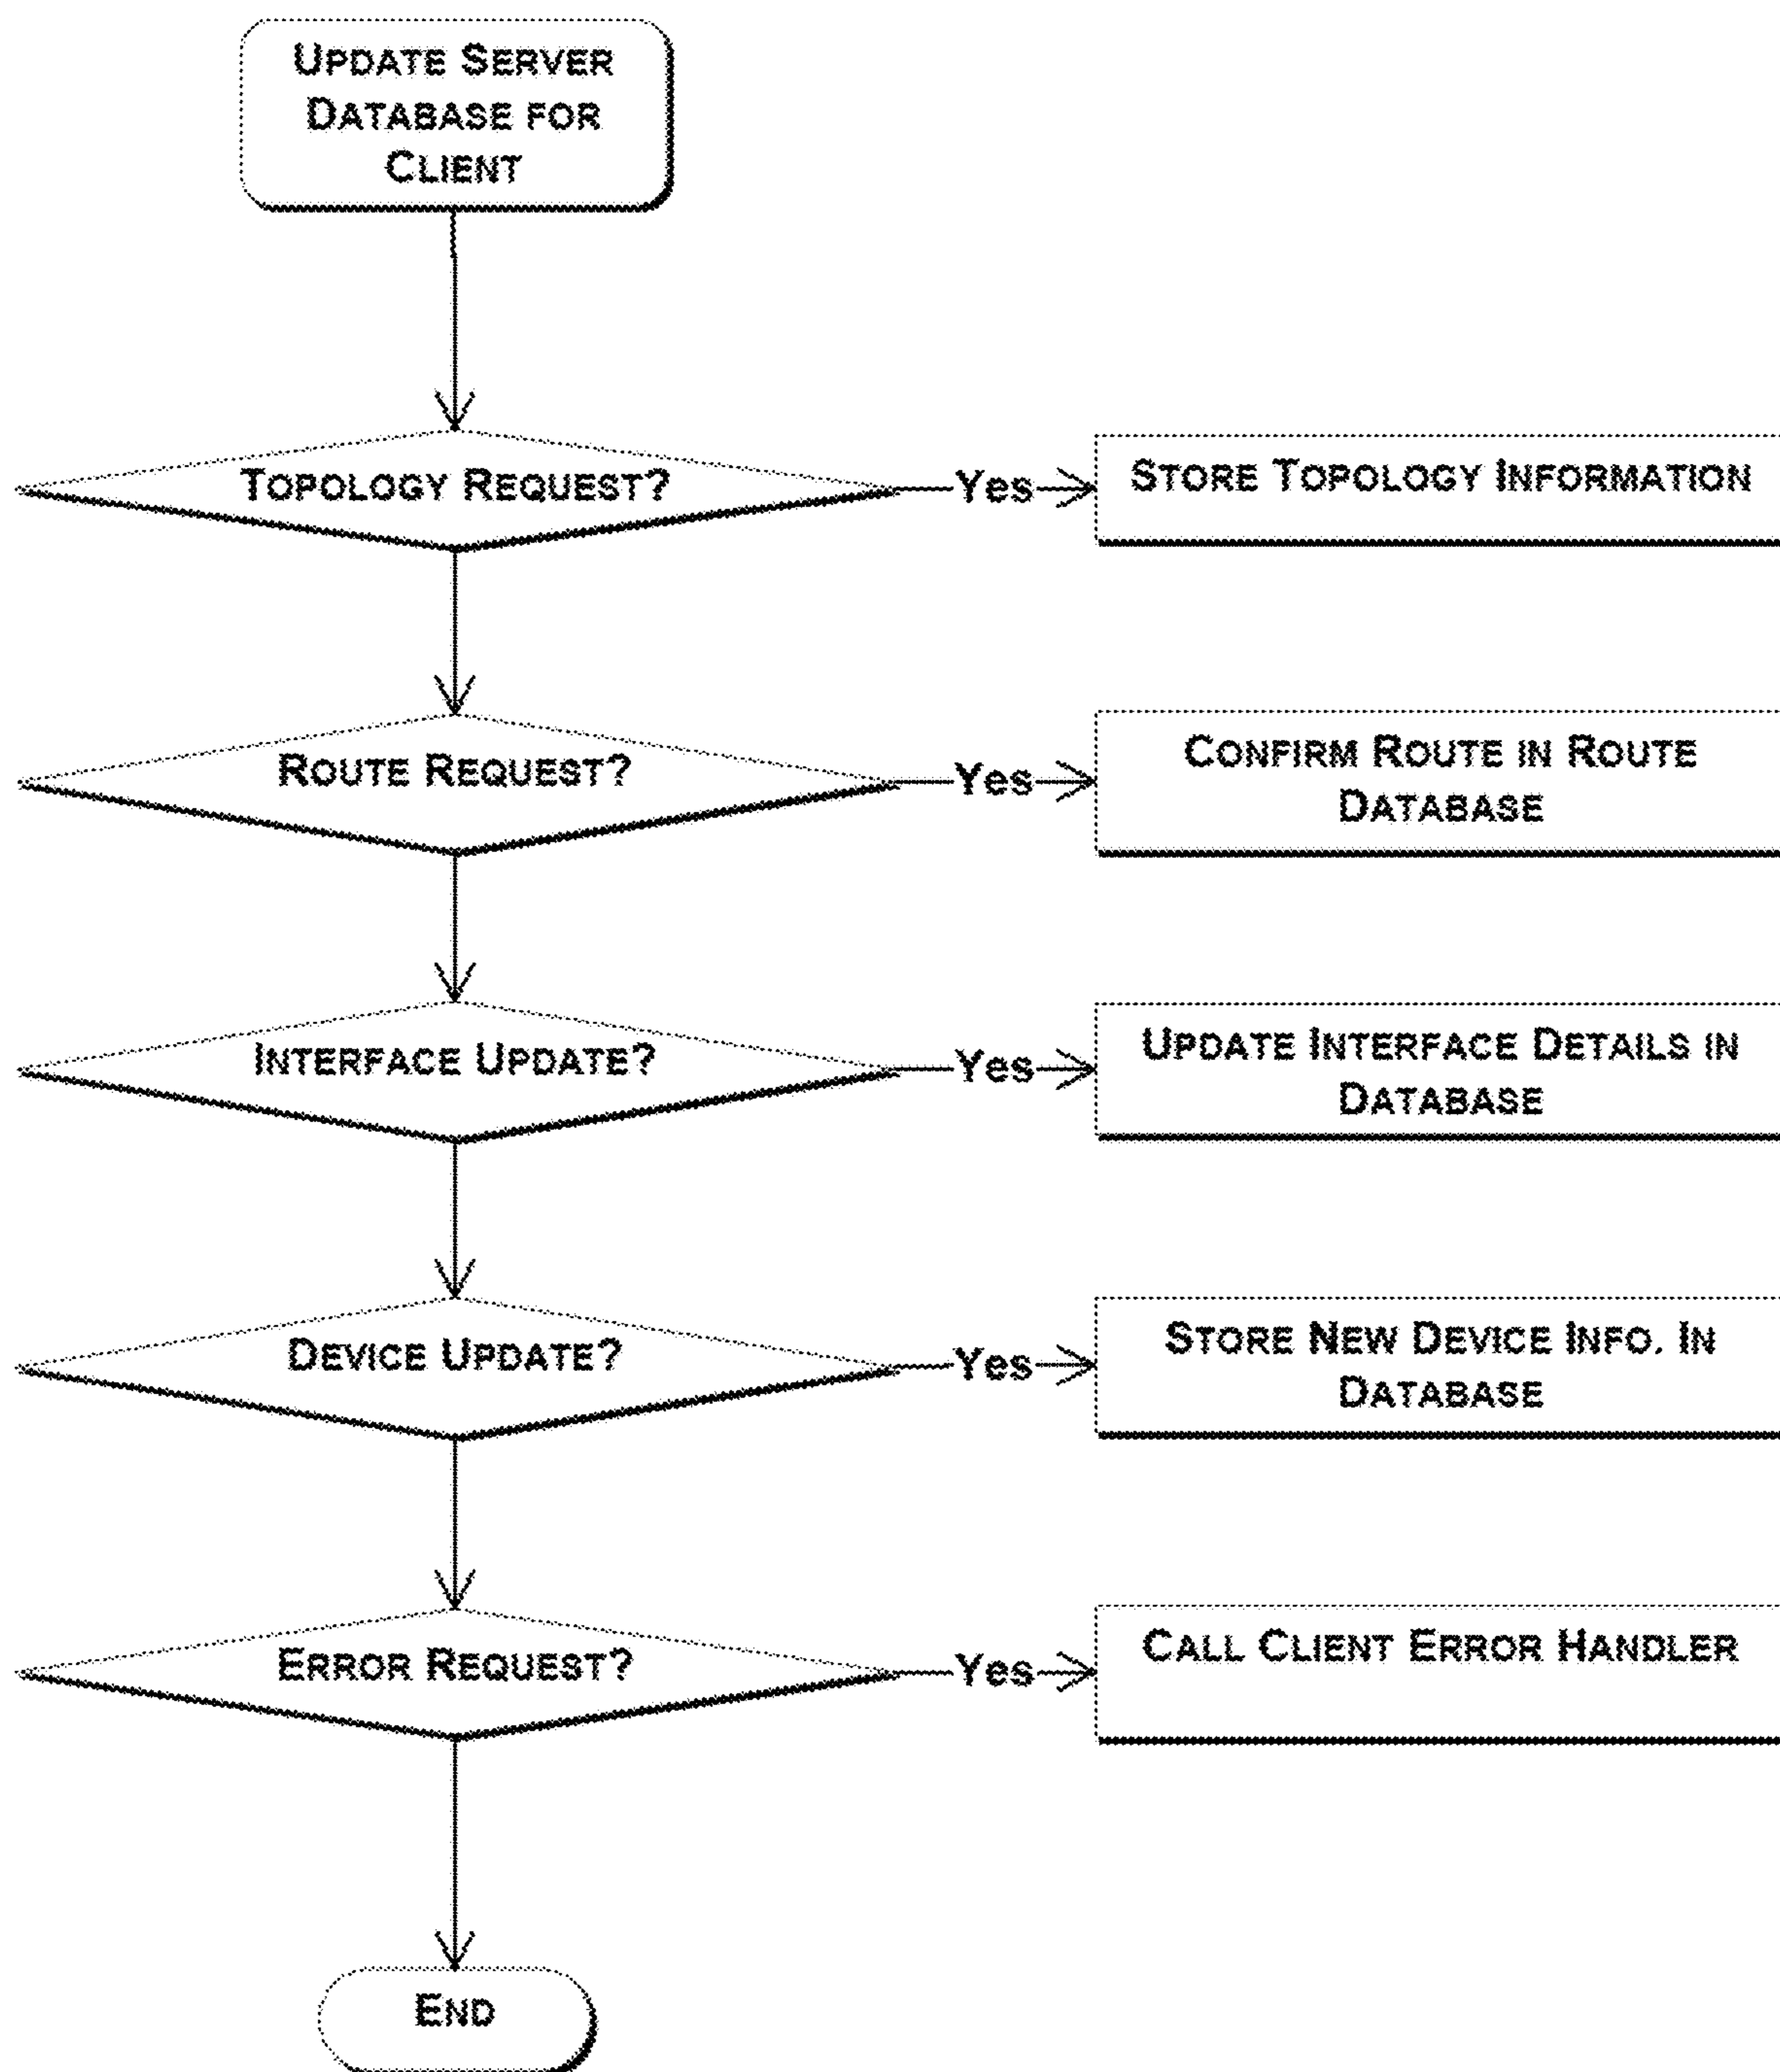 UPDATE SERVER
DATABASE FOR
CLIENT
TOPOLOGY REQUEST?
Yes
STORE TOPOLOGY INFORMATION
ROUTE REQUEST?
Yes
CONFIRM ROUTE IN ROUTE
DATABASE
INTERFACE UPDATE?
Yes
UPDATE INTERFACE DETAILS IN
DATABASE
DEVICE UPDATE?
Yes
STORE NEW DEVICE INFO. IN
DATABASE
ERROR REQUEST?
Yes
CALL CLIENT ERROR HANDLER
END